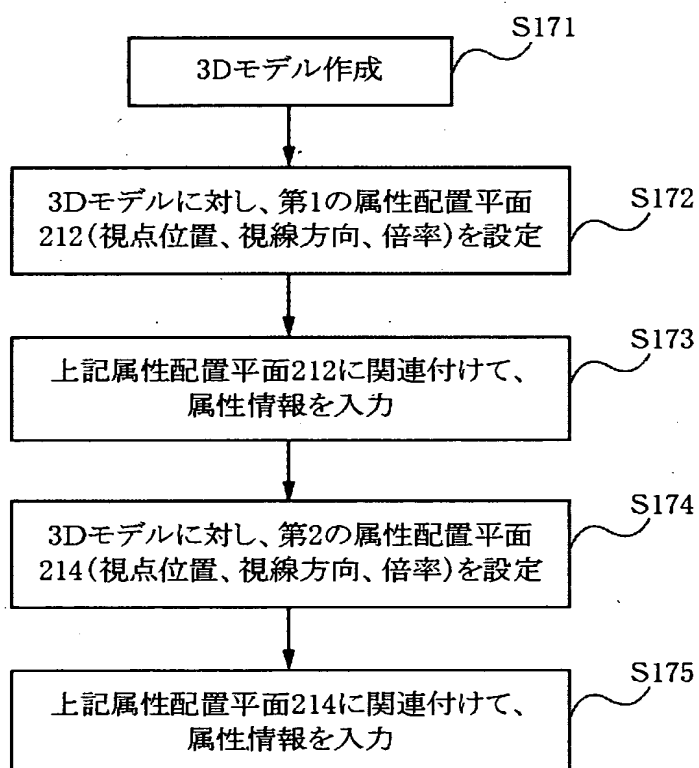 S171
3Dモデル作成
S172
3Dモデルに対し、第1の属性配置平面
212(視点位置、視線方向、倍率)を設定
S173
上記属性配置平面212に関連付けて、
属性情報を入力
S174
3Dモデルに対し、第2の属性配置平面
214(視点位置、視線方向、倍率)を設定
S175
上記属性配置平面214に関連付けて、
属性情報を入力